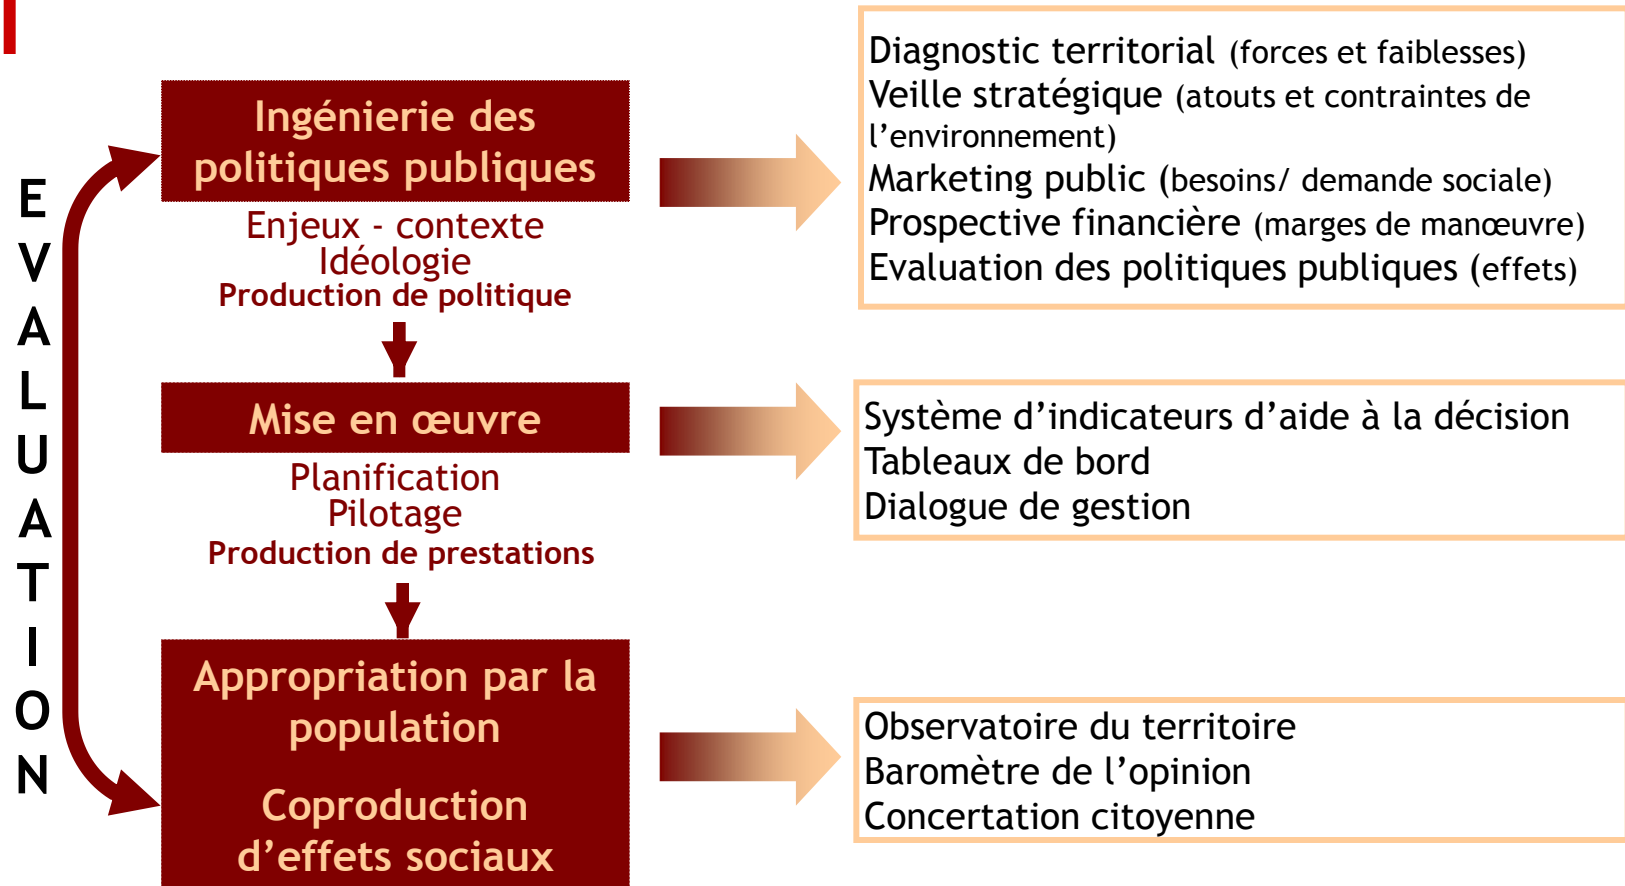 EVALUATION
Ingénierie des
politiques publiques
Enjeux - contexte
Idéologie
Production de politique
Diagnostic territorial (forces et faiblesses)
Veille stratégique (atouts et contraintes de
l’environnement)
Marketing public (besoins/ demande sociale)
Prospective financière (marges de manœuvre)
Evaluation des politiques publiques (effets)
Mise en œuvre
Planification
Pilotage
Production de prestations
Système d’indicateurs d’aide à la décision
Tableaux de bord
Dialogue de gestion
Appropriation par la
population
Coproduction
d’effets sociaux
Observatoire du territoire
Baromètre de l’opinion
Concertation citoyenne